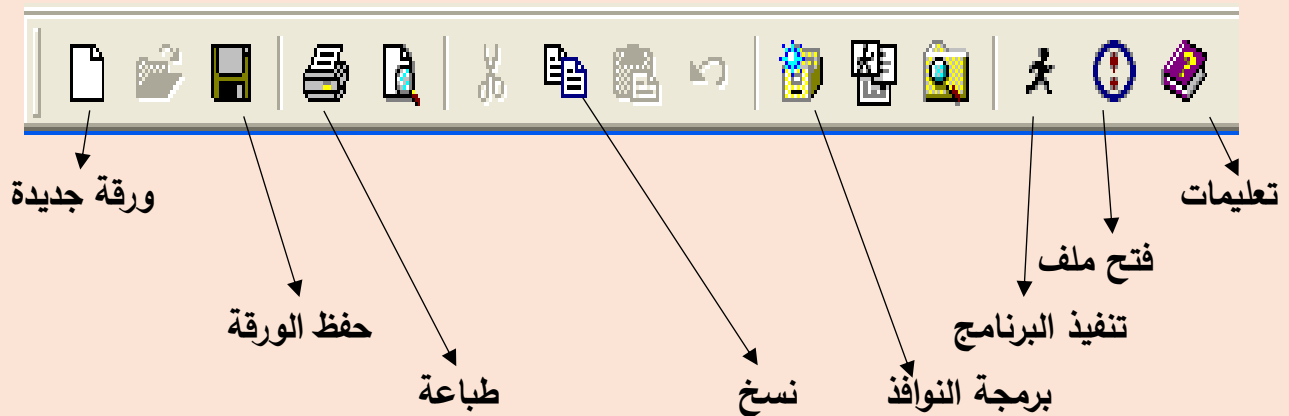 ورقة جديدة
تعليمات
فتح ملف
حفظ الورقة
تنفيذ البرنامج
طباعة
نسخ
برمجة النوافذ